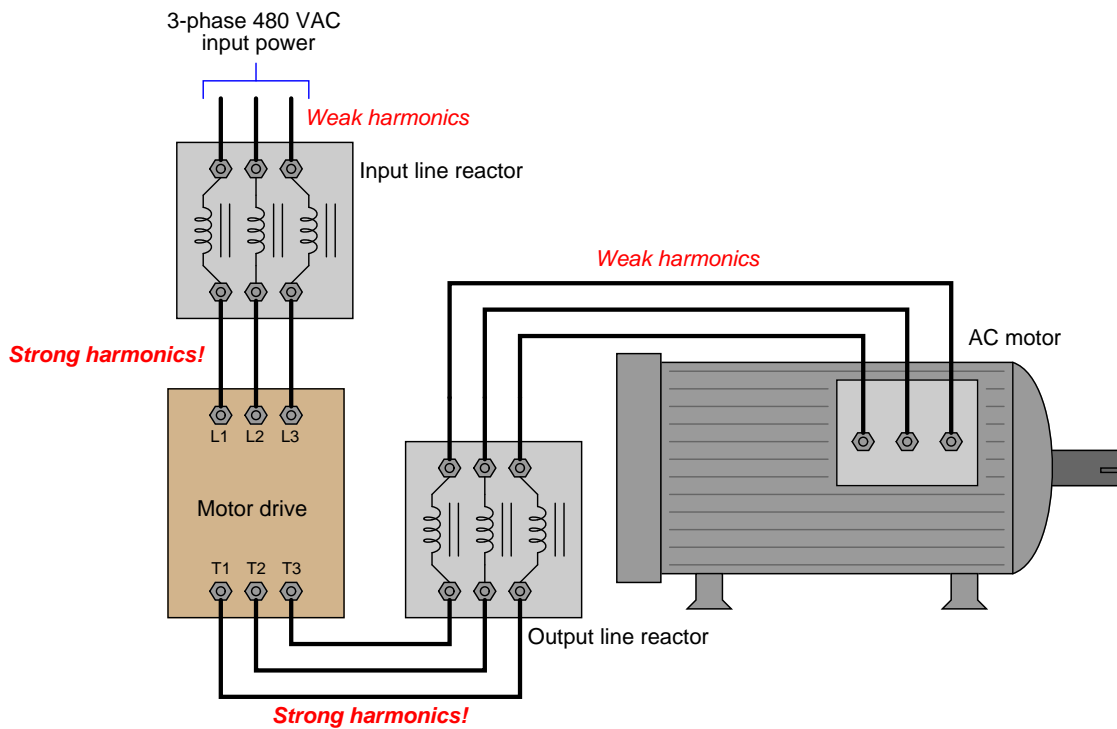 3-phase 480 VAC
input power
Weak harmonics
Input line reactor
Weak harmonics
Strong harmonics!
AC motor
L1 L2 L3
Motor drive
T1 T2 T3
Output line reactor
Strong harmonics!